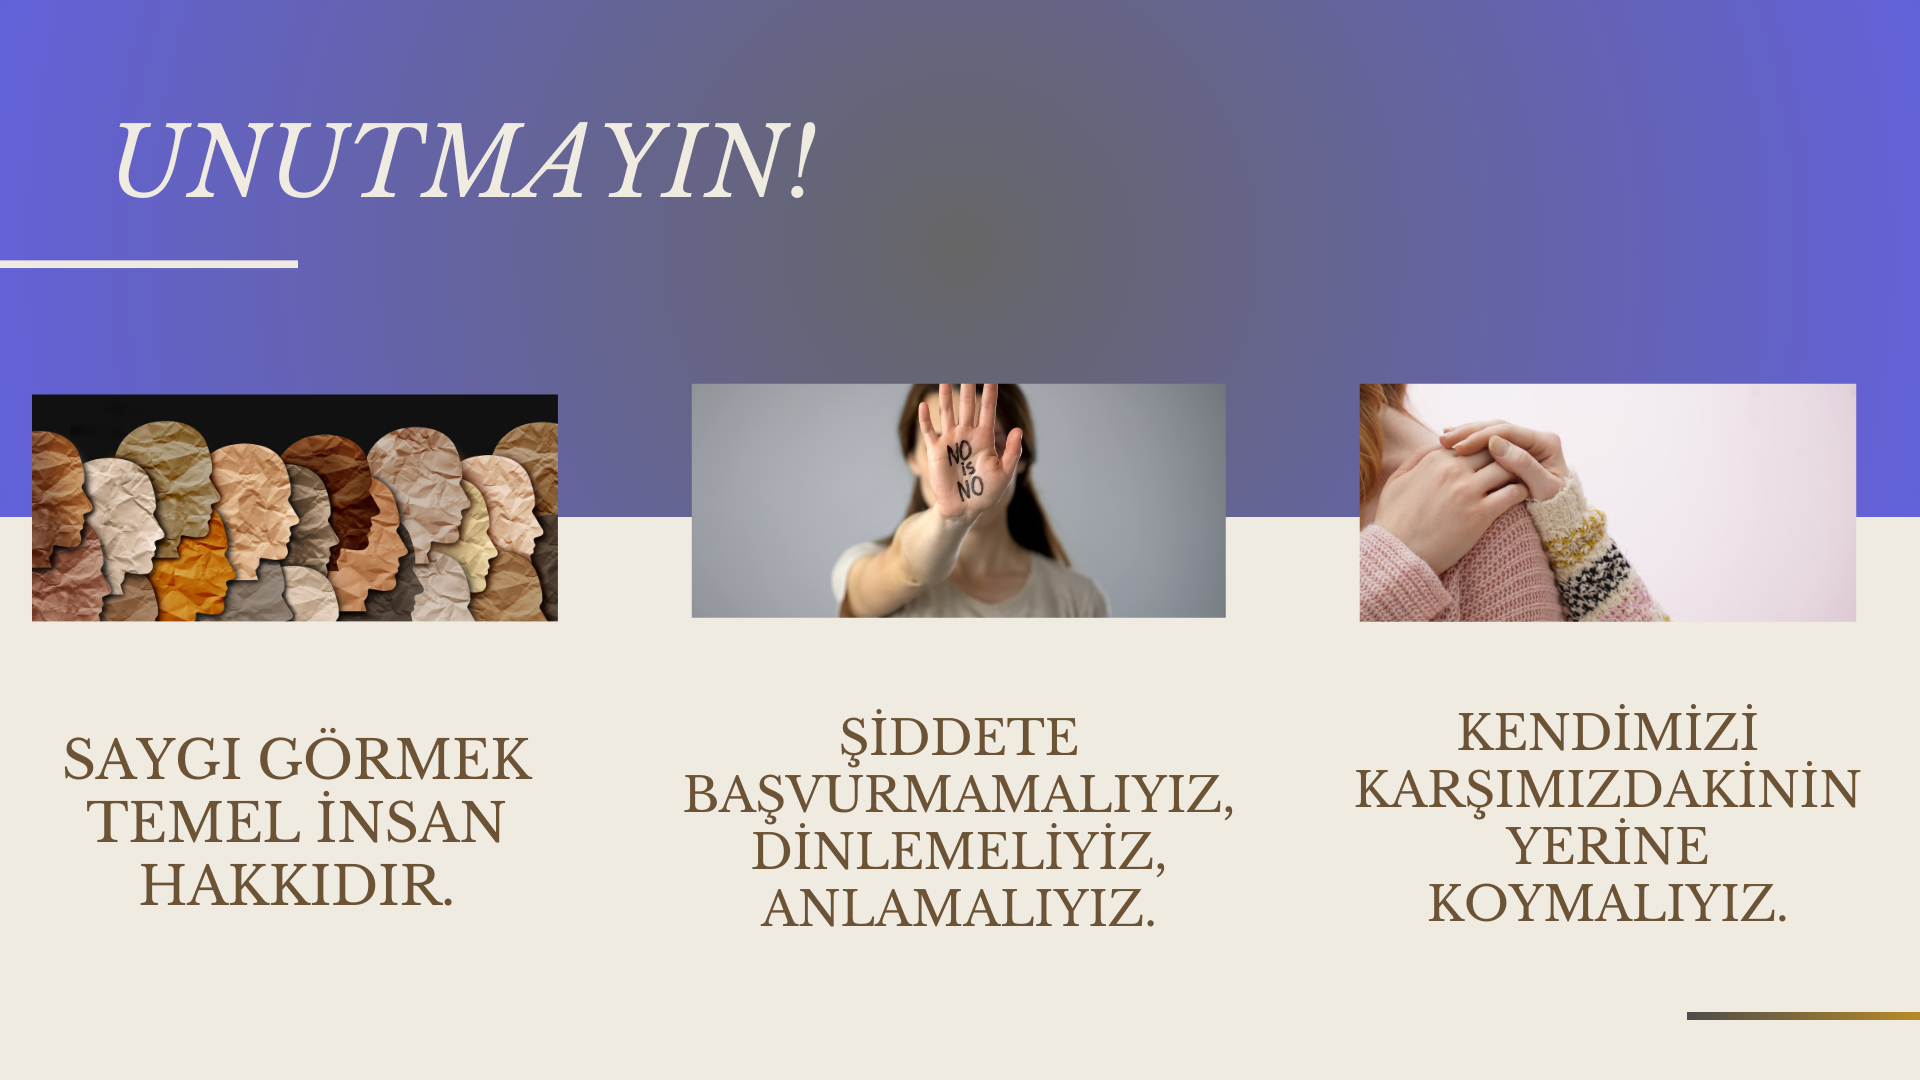 UNUTMAYIN!
NO
is
NO
SAYGI GÖRMEK
TEMEL İNSAN
HAKKIDIR.
ŞİDDETE
BAŞVURMAMALIYIZ,
DİNLEMELİYİZ,
ANLAMALIYIZ.
KENDİMİZİ
KARŞIMIZDAKİNİN
YERİNE
KOYMALIYIZ.